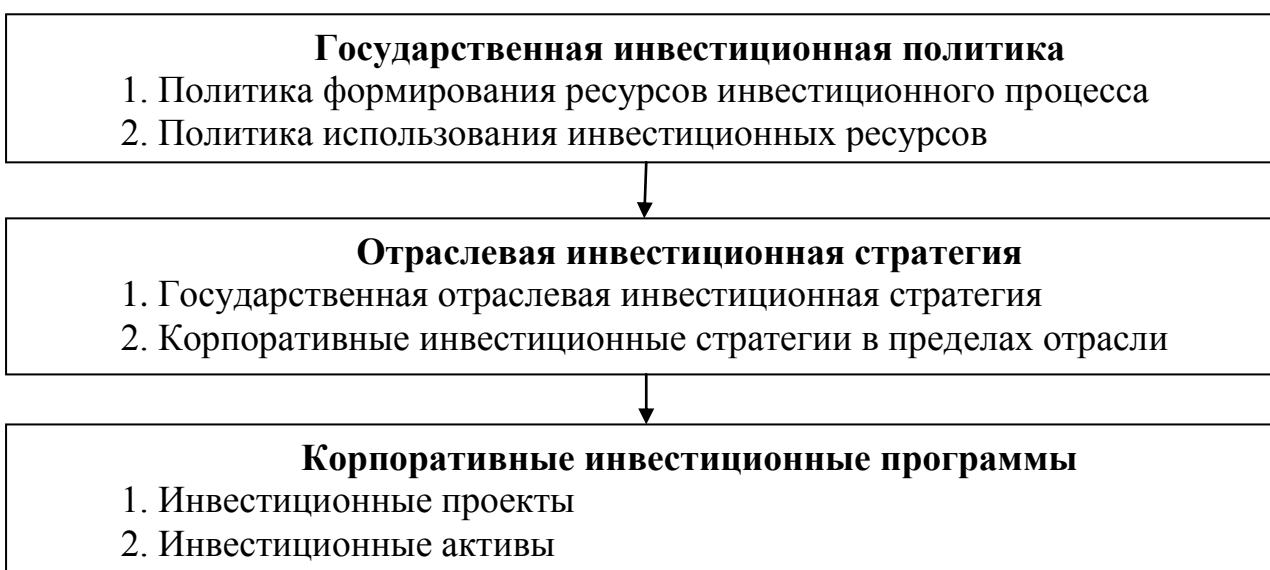 Государственная инвестиционная политика
1. Политика формирования ресурсов инвестиционного процесса
2. Политика использования инвестиционных ресурсов
Отраслевая инвестиционная стратегия
1. Государственная отраслевая инвестиционная стратегия
2. Корпоративные инвестиционные стратегии в пределах отрасли
Корпоративные инвестиционные программы
1. Инвестиционные проекты
2. Инвестиционные активы